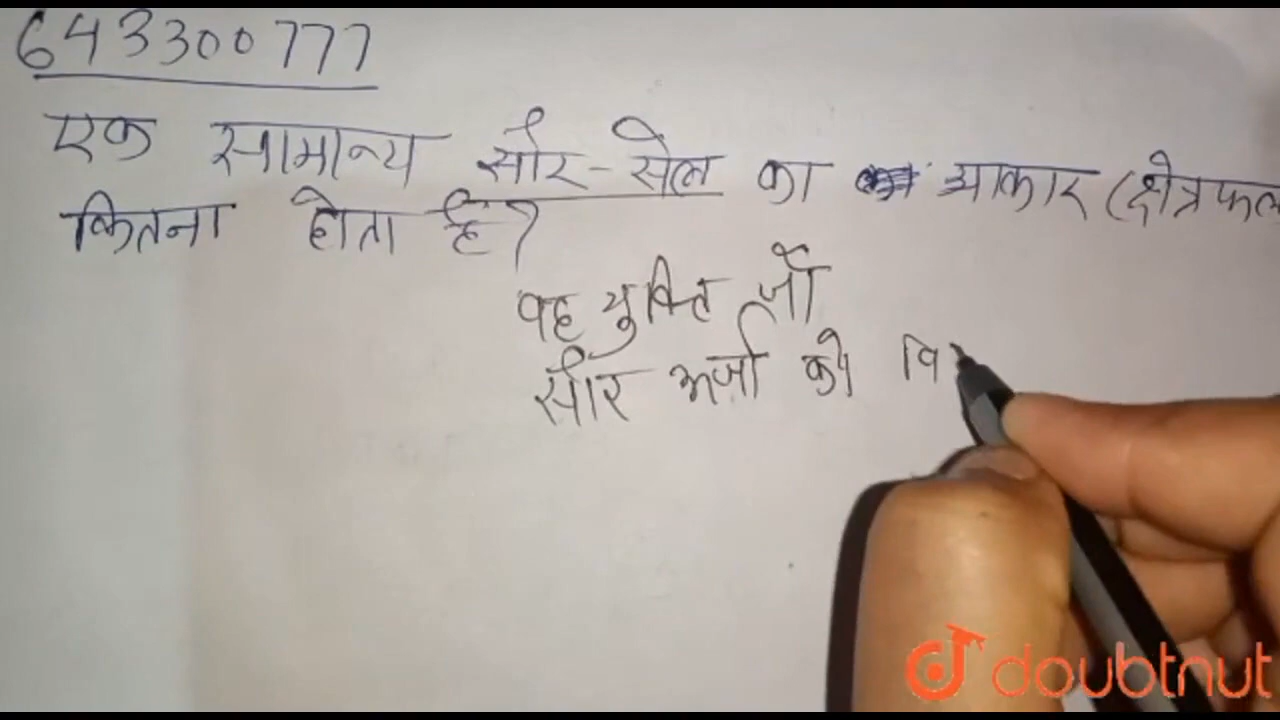 643300777
एक सामान्य सौर-सेल का आकार (क्षेत्रफल
कितना होता है?
वह युक्ति जो
सौर ऊर्जा को वि
doubtnut